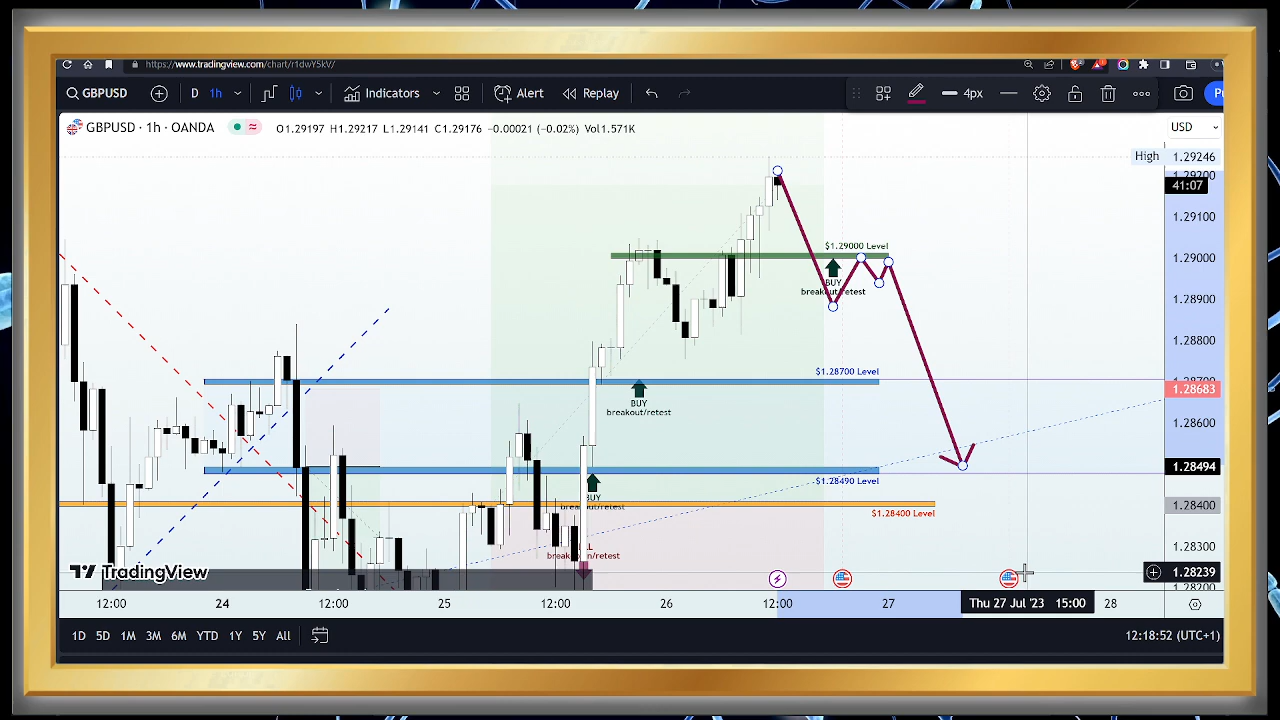 https://www.tradingview.com/chart/r1dwY5kV/
GBPUSD D 1h Indicators Alert Replay 4px
GBPUSD · 1h · OANDA O1.29197 H1.29217 L1.29141 C1.29176 −0.00021 (−0.02%) Vol1.571K
USD
High 1.29246
1.29200
41:07
1.29100
$1.29000 Level
1.29000
BUY
breakout/retest
1.28900
1.28800
$1.28700 Level
1.28683
BUY
breakout/retest
1.28600
1.28494
$1.28490 Level
BUY
breakout/retest
1.28400
$1.28400 Level
1.28300
TradingView
1.28239
1.28200
12:00 24 12:00 25 12:00 26 12:00 27 Thu 27 Jul '23 15:00 28
1D 5D 1M 3M 6M YTD 1Y 5Y All 12:18:52 (UTC+1)